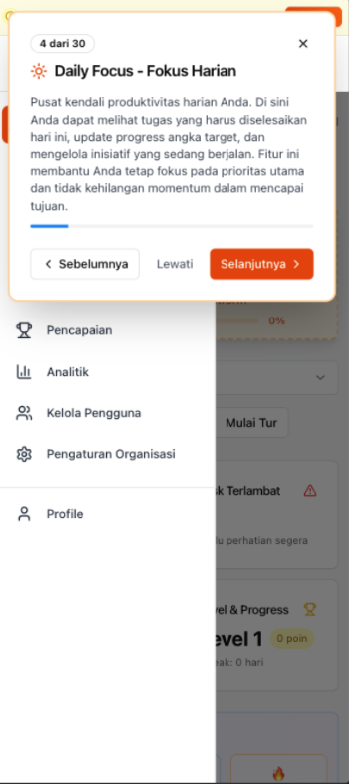 4 dari 30
Daily Focus - Fokus Harian
Pusat kendali produktivitas harian Anda. Di sini
Anda dapat melihat tugas yang harus diselesaikan
hari ini, update progress angka target, dan
mengelola inisiatif yang sedang berjalan. Fitur ini
membantu Anda tetap fokus pada prioritas utama
dan tidak kehilangan momentum dalam mencapai
tujuan.
Sebelumnya
Lewati
Selanjutnya
0%
Pencapaian
Analitik
Kelola Pengguna
Mulai Tur
Pengaturan Organisasi
sk Terlambat
Profile
lu perhatian segera
vel & Progress
evel 1
0 poin
ak: 0 hari